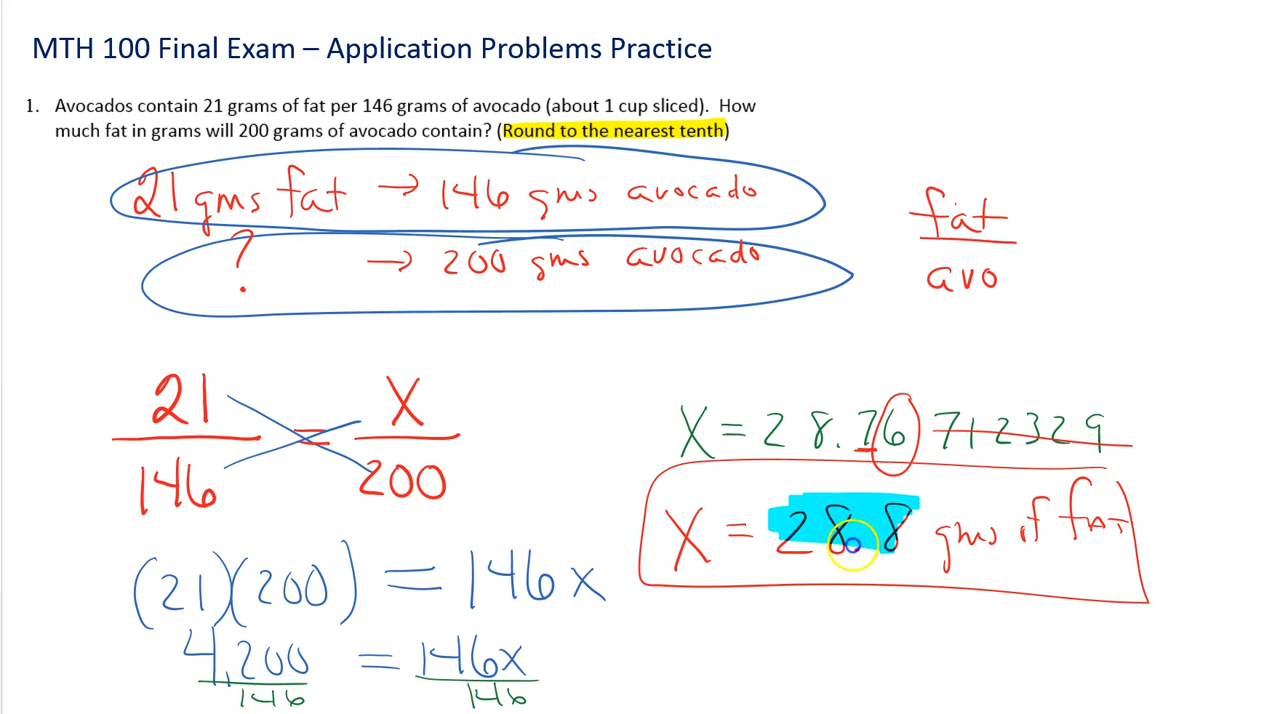 MTH 100 Final Exam – Application Problems Practice
1. Avocados contain 21 grams of fat per 146 grams of avocado (about 1 cup sliced). How
much fat in grams will 200 grams of avocado contain? (Round to the nearest tenth)
21 gms fat → 146 gms avocado
? → 200 gms avocado
fat
avo
21 = X
146 200
X = 28.76712329
X = 28.8 gms of fat
(21)(200) = 146x
4,200 = 146x
146 146